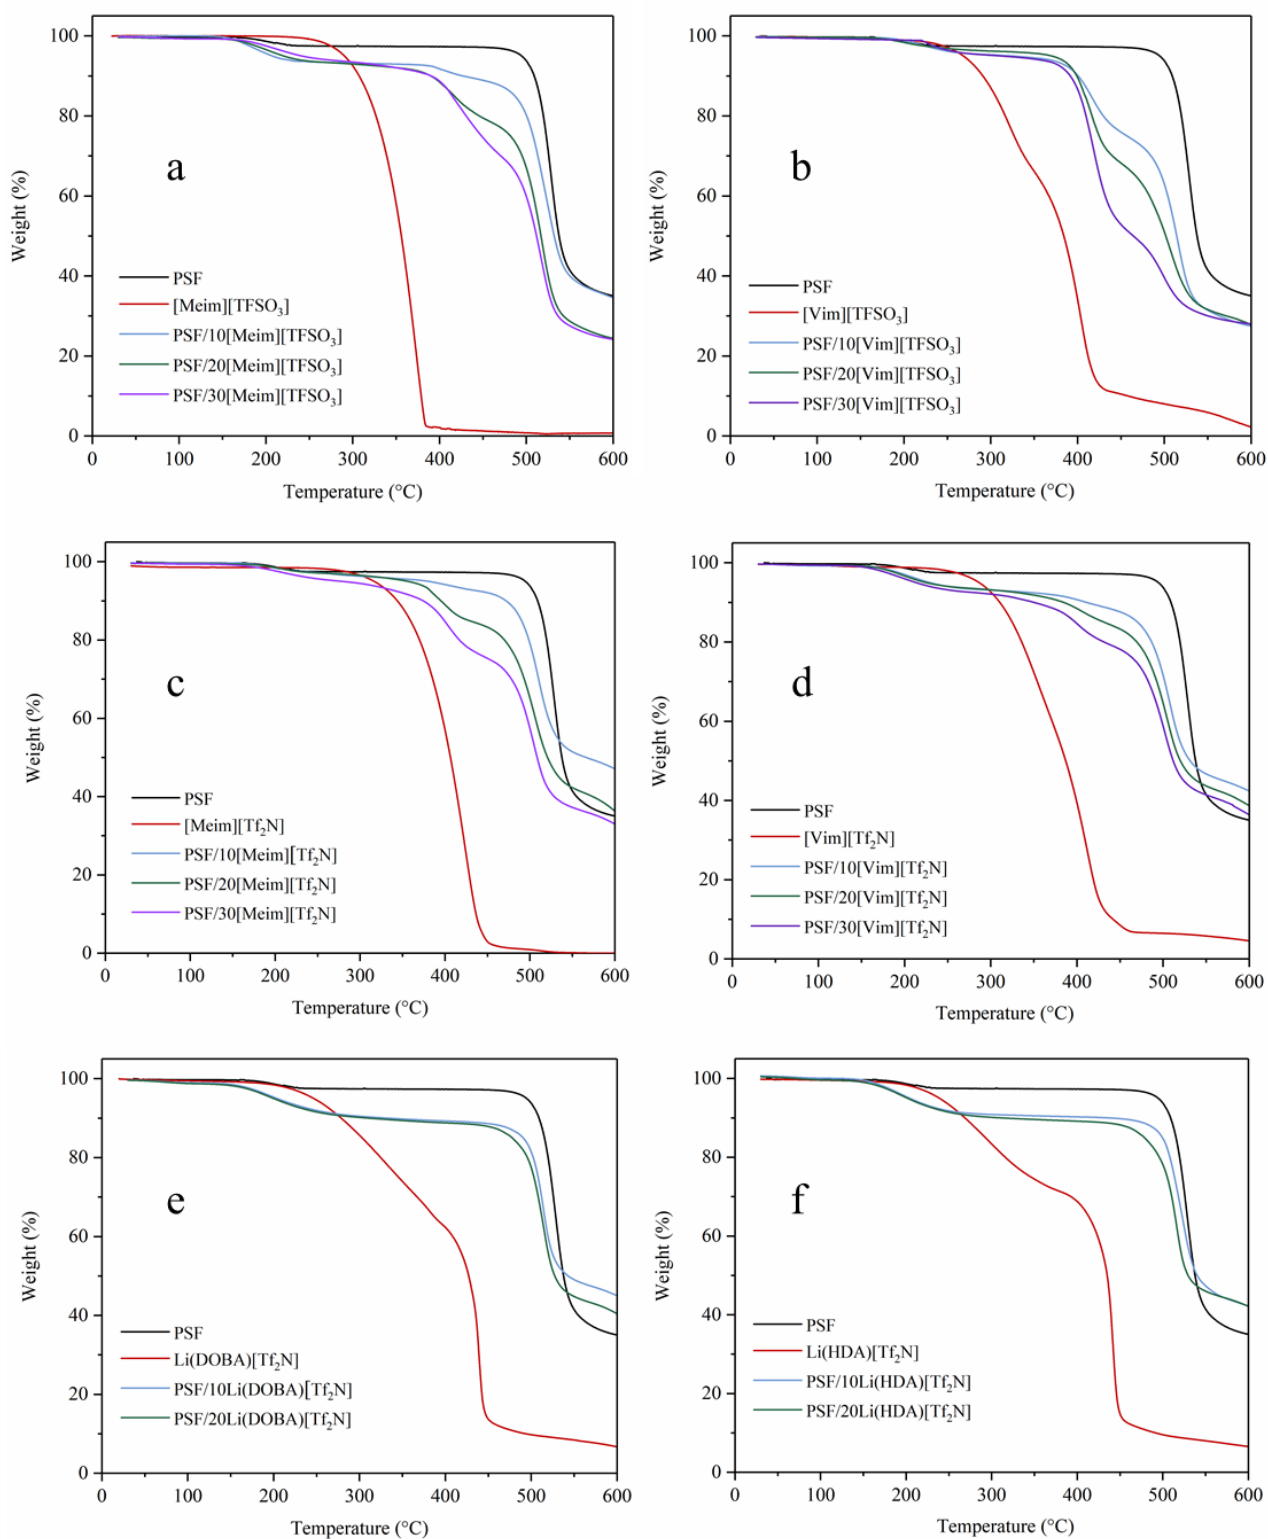 100
80
60
40
20
0
Weight (%)
a
PSF
[Meim][TFSO₃]
PSF/10[Meim][TFSO₃]
PSF/20[Meim][TFSO₃]
PSF/30[Meim][TFSO₃]
0 100 200 300 400 500 600
Temperature (°C)
100
80
60
40
20
0
Weight (%)
b
PSF
[Vim][TFSO₃]
PSF/10[Vim][TFSO₃]
PSF/20[Vim][TFSO₃]
PSF/30[Vim][TFSO₃]
0 100 200 300 400 500 600
Temperature (°C)
100
80
60
40
20
0
Weight (%)
c
PSF
[Meim][Tf₂N]
PSF/10[Meim][Tf₂N]
PSF/20[Meim][Tf₂N]
PSF/30[Meim][Tf₂N]
0 100 200 300 400 500 600
Temperature (°C)
100
80
60
40
20
0
Weight (%)
d
PSF
[Vim][Tf₂N]
PSF/10[Vim][Tf₂N]
PSF/20[Vim][Tf₂N]
PSF/30[Vim][Tf₂N]
0 100 200 300 400 500 600
Temperature (°C)
100
80
60
40
20
0
Weight (%)
e
PSF
Li(DOBA)[Tf₂N]
PSF/10Li(DOBA)[Tf₂N]
PSF/20Li(DOBA)[Tf₂N]
0 100 200 300 400 500 600
Temperature (°C)
100
80
60
40
20
0
Weight (%)
f
PSF
Li(HDA)[Tf₂N]
PSF/10Li(HDA)[Tf₂N]
PSF/20Li(HDA)[Tf₂N]
0 100 200 300 400 500 600
Temperature (°C)